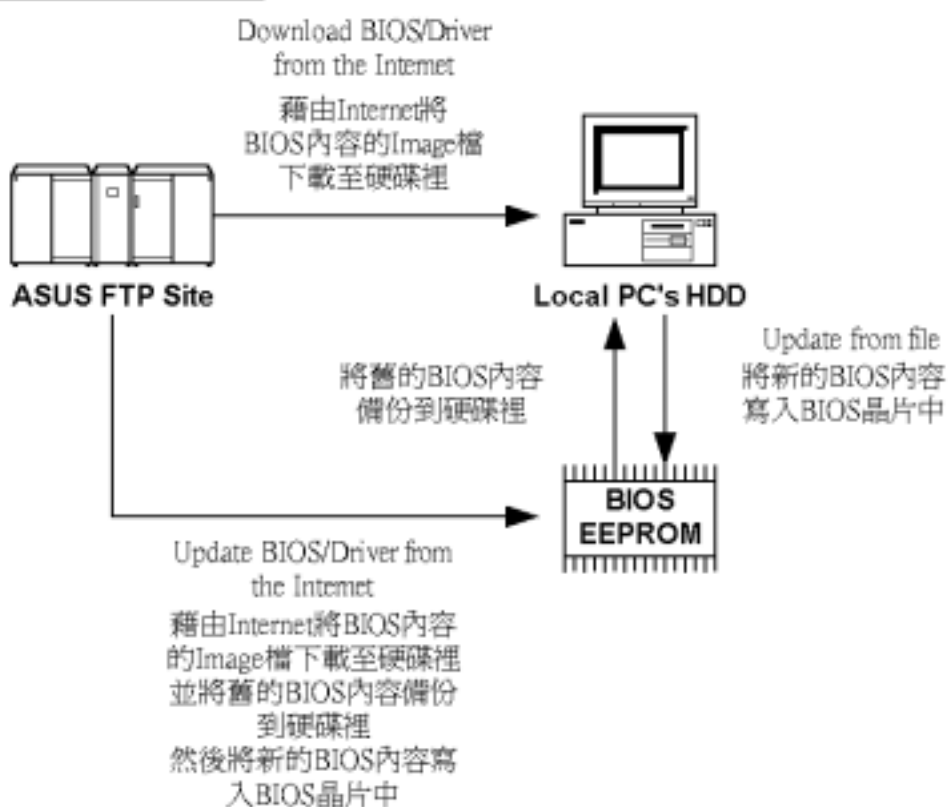 Download BIOS/Driver
from the Internet
藉由Internet將
BIOS內容的Image檔
下載至硬碟裡
ASUS FTP Site
Local PC's HDD
將舊的BIOS內容
備份到硬碟裡
Update from file
將新的BIOS內容
寫入BIOS晶片中
BIOS
EEPROM
Update BIOS/Driver from
the Internet
藉由Internet將BIOS內容
的Image檔下載至硬碟裡
並將舊的BIOS內容備份
到硬碟裡
然後將新的BIOS內容寫
入BIOS晶片中